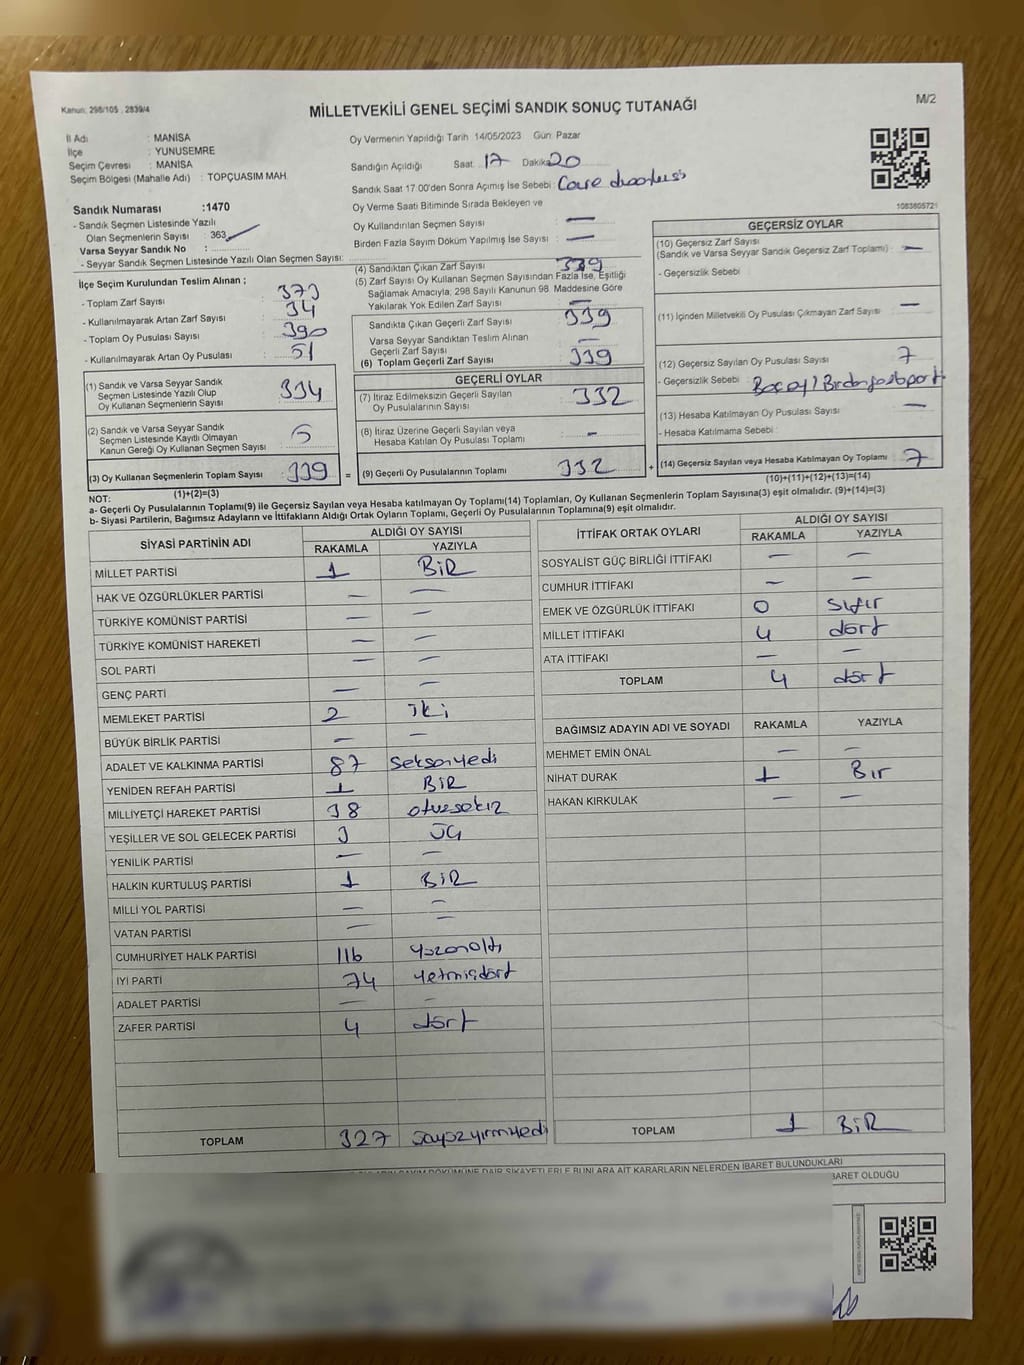 Kanun: 298/105 , 2839/4
MİLLETVEKİLİ GENEL SEÇİMİ SANDIK SONUÇ TUTANAĞI
M/2
İl Adı : MANİSA
İlçe : YUNUSEMRE
Seçim Çevresi : MANİSA
Seçim Bölgesi (Mahalle Adı) : TOPÇUASIM MAH.
Oy Vermenin Yapıldığı Tarih 14/05/2023 Gün: Pazar
Sandığın Açıldığı Saat: 17 Dakika 20
Sandık Saat 17 00'den Sonra Açımış İse Sebebi:
1083805721
Sandık Numarası :1470
- Sandık Seçmen Listesinde Yazılı
Olan Seçmenlerin Sayısı : 363
Varsa Seyyar Sandık No :
- Seyyar Sandık Seçmen Listesinde Yazılı Olan Seçmen Sayısı:
Oy Verme Saati Bitiminde Sırada Bekleyen ve
Oy Kullandırılan Seçmen Sayısı —
Birden Fazla Sayım Döküm Yapılmış İse Sayısı —
İlçe Seçim Kurulundan Teslim Alınan ;
- Toplam Zarf Sayısı : 373
- Kullanılmayarak Artan Zarf Sayısı : 34
- Toplam Oy Pusulası Sayısı : 390
- Kullanılmayarak Artan Oy Pusulası : 51
(4) Sandıktan Çıkan Zarf Sayısı 339
(5) Zarf Sayısı Oy Kullanan Seçmen Sayısından Fazla İse, Eşitliği
Sağlamak Amacıyla, 298 Sayılı Kanunun 98. Maddesine Göre
Yakılarak Yok Edilen Zarf Sayısı —
Sandıkta Çıkan Geçerli Zarf Sayısı 339
Varsa Seyyar Sandıktan Teslim Alınan
Geçerli Zarf Sayısı —
(6) Toplam Geçerli Zarf Sayısı 339
GEÇERSİZ OYLAR
(10) Geçersiz Zarf Sayısı
(Sandık ve Varsa Seyyar Sandık Geçersiz Zarf Toplamı) : —
- Geçersizlik Sebebi
(11) İçinden Milletvekili Oy Pusulası Çıkmayan Zarf Sayısı —
(12) Geçersiz Sayılan Oy Pusulası Sayısı 7
- Geçersizlik Sebebi :
(13) Hesaba Katılmayan Oy Pusulası Sayısı —
- Hesaba Katılmama Sebebi :
(14) Geçersiz Sayılan veya Hesaba Katılmayan Oy Toplamı 7
(10)+(11)+(12)+(13)=(14)
(1) Sandık ve Varsa Seyyar Sandık
Seçmen Listesinde Yazılı Olup
Oy Kullanan Seçmenlerin Sayısı 334
(2) Sandık ve Varsa Seyyar Sandık
Seçmen Listesinde Kayıtlı Olmayan
Kanun Gereği Oy Kullanan Seçmen Sayısı 5
(3) Oy Kullanan Seçmenlerin Toplam Sayısı 339 =
(1)+(2)=(3)
GEÇERLİ OYLAR
(7) İtiraz Edilmeksizin Geçerli Sayılan
Oy Pusulalarının Sayısı 332
(8) İtiraz Üzerine Geçerli Sayılan veya
Hesaba Katılan Oy Pusulası Toplamı —
(9) Geçerli Oy Pusulalarının Toplamı 332 +
NOT:
a- Geçerli Oy Pusulalarının Toplamı(9) ile Geçersiz Sayılan veya Hesaba katılmayan Oy Toplamı(14) Toplamları, Oy Kullanan Seçmenlerin Toplam Sayısına(3) eşit olmalıdır. (9)+(14)=(3)
b- Siyasi Partilerin, Bağımsız Adayların ve İttifakların Aldığı Ortak Oyların Toplamı, Geçerli Oy Pusulalarının Toplamına(9) eşit olmalıdır.
SİYASİ PARTİNİN ADI ALDIĞI OY SAYISI
RAKAMLA YAZIYLA
MİLLET PARTİSİ 1 BİR
HAK VE ÖZGÜRLÜKLER PARTİSİ — —
TÜRKİYE KOMÜNİST PARTİSİ — —
TÜRKİYE KOMÜNİST HAREKETİ — —
SOL PARTİ — —
GENÇ PARTİ — —
MEMLEKET PARTİSİ 2 iki
BÜYÜK BİRLİK PARTİSİ — —
ADALET VE KALKINMA PARTİSİ 87 seksenyedi
YENİDEN REFAH PARTİSİ 1 BİR
MİLLİYETÇİ HAREKET PARTİSİ 38 otuzsekiz
YEŞİLLER VE SOL GELECEK PARTİSİ 3 ÜÇ
YENİLİK PARTİSİ — —
HALKIN KURTULUŞ PARTİSİ 1 BİR
MİLLİ YOL PARTİSİ — —
VATAN PARTİSİ — —
CUMHURİYET HALK PARTİSİ 116 yüzonaltı
İYİ PARTİ 74 yetmişdört
ADALET PARTİSİ — —
ZAFER PARTİSİ 4 dört
TOPLAM 327 üçyüzyirmiyedi
İTTİFAK ORTAK OYLARI ALDIĞI OY SAYISI
RAKAMLA YAZIYLA
SOSYALİST GÜÇ BİRLİĞİ İTTİFAKI — —
CUMHUR İTTİFAKI — —
EMEK VE ÖZGÜRLÜK İTTİFAKI 0 sıfır
MİLLET İTTİFAKI 4 dört
ATA İTTİFAKI — —
TOPLAM 4 dört
BAĞIMSIZ ADAYIN ADI VE SOYADI RAKAMLA YAZIYLA
MEHMET EMİN ÖNAL — —
NİHAT DURAK 1 Bir
HAKAN KIRKULAK — —
TOPLAM 1 BİR
SAYIM DÖKÜMÜNE DAİR ŞİKAYETLERLE BUNLARA AİT KARARLARIN NELERDEN İBARET BULUNDUKLARI
İBARET OLDUĞU